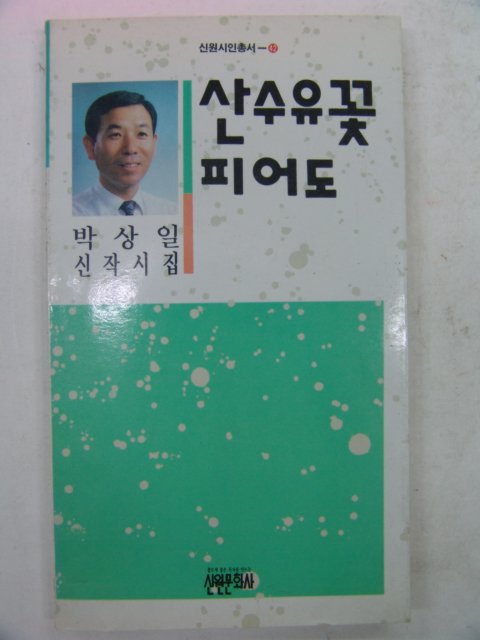 신원시인총서—42
산수유꽃
피어도
박상일
신작시집
신원문화사